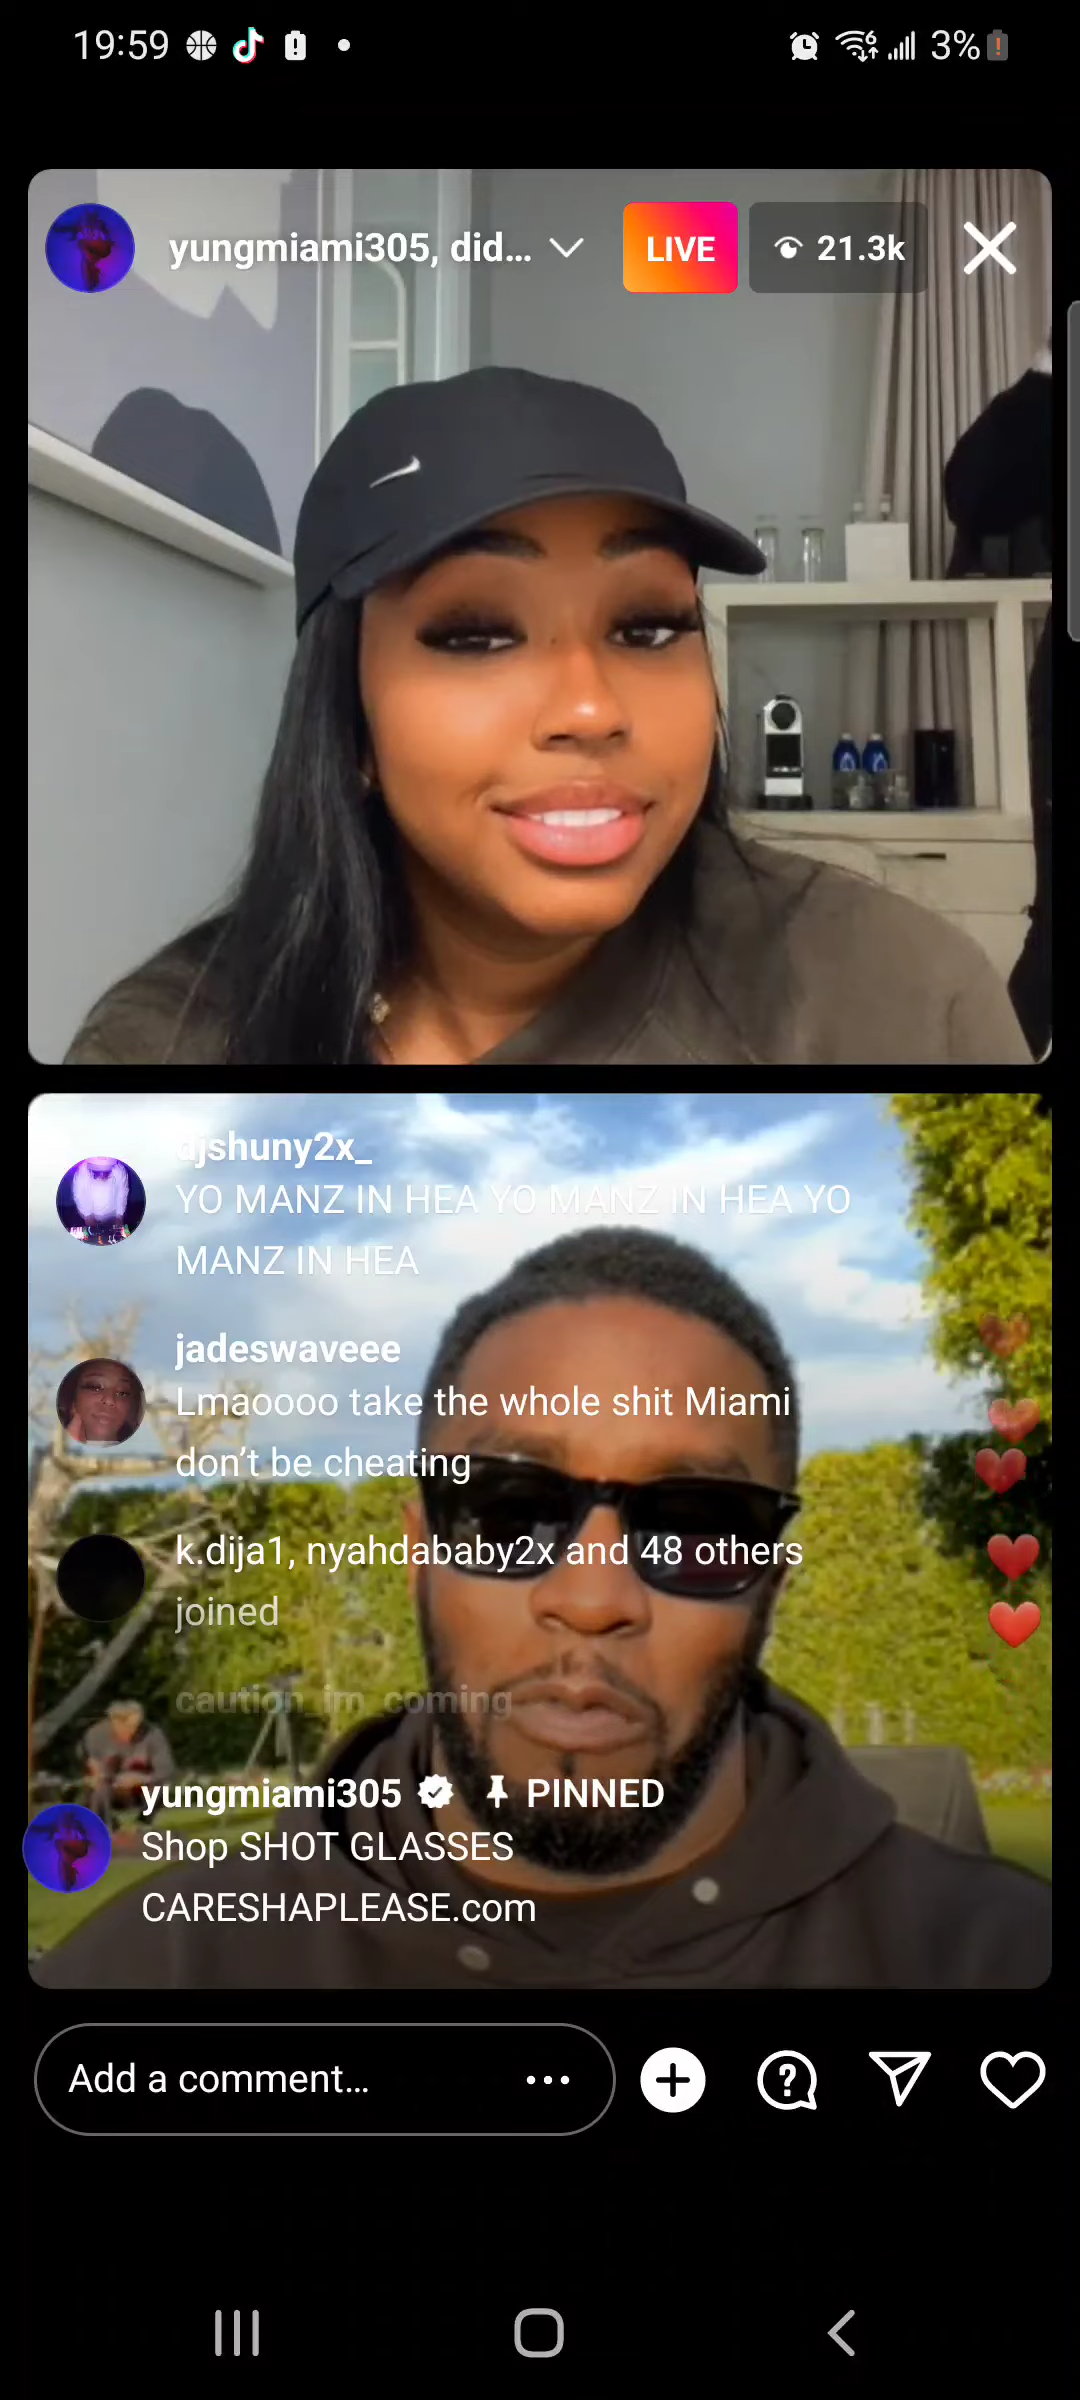 19:59
3%
yungmiami305, did...
LIVE
21.3k
djshuny2x_
YO MANZ IN HEA YO MANZ IN HEA YO
MANZ IN HEA
jadeswaveee
Lmaoooo take the whole shit Miami
don't be cheating
k.dija1, nyahdababy2x and 48 others
joined
caution_im_coming
yungmiami305 PINNED
Shop SHOT GLASSES
CARESHAPLEASE.com
Add a comment...